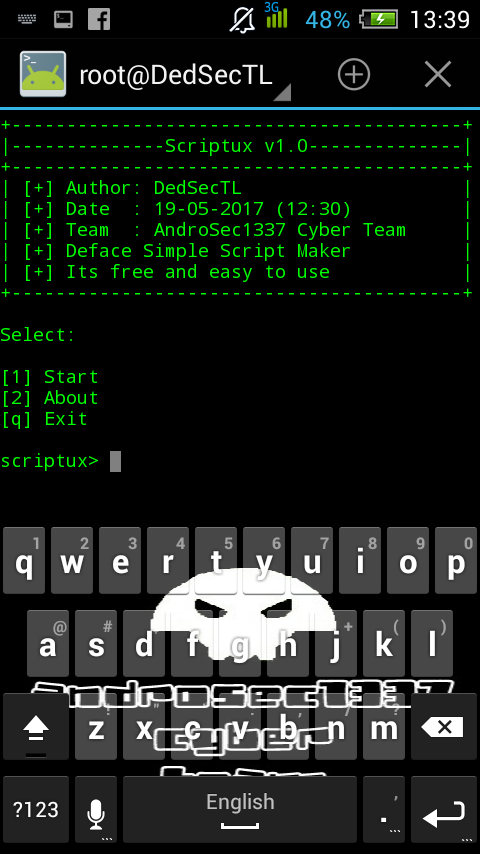 3G 48% 13:39
root@DedSecTL
+-----------------------------------------+
|--------------Scriptux v1.0--------------|
+-----------------------------------------+
| [+] Author: DedSecTL                    |
| [+] Date  : 19-05-2017 (12:30)          |
| [+] Team  : AndroSec1337 Cyber Team     |
| [+] Deface Simple Script Maker          |
| [+] Its free and easy to use            |
+-----------------------------------------+
Select:
[1] Start
[2] About
[q] Exit
scriptux>
1 2 3 4 5 6 7 8 9 0
q w e r t y u i o p
@ # + (
a s d f g h j k l
androsec1337
! " : ' / ?
z x c v b n m
cyber
?123 English . ,